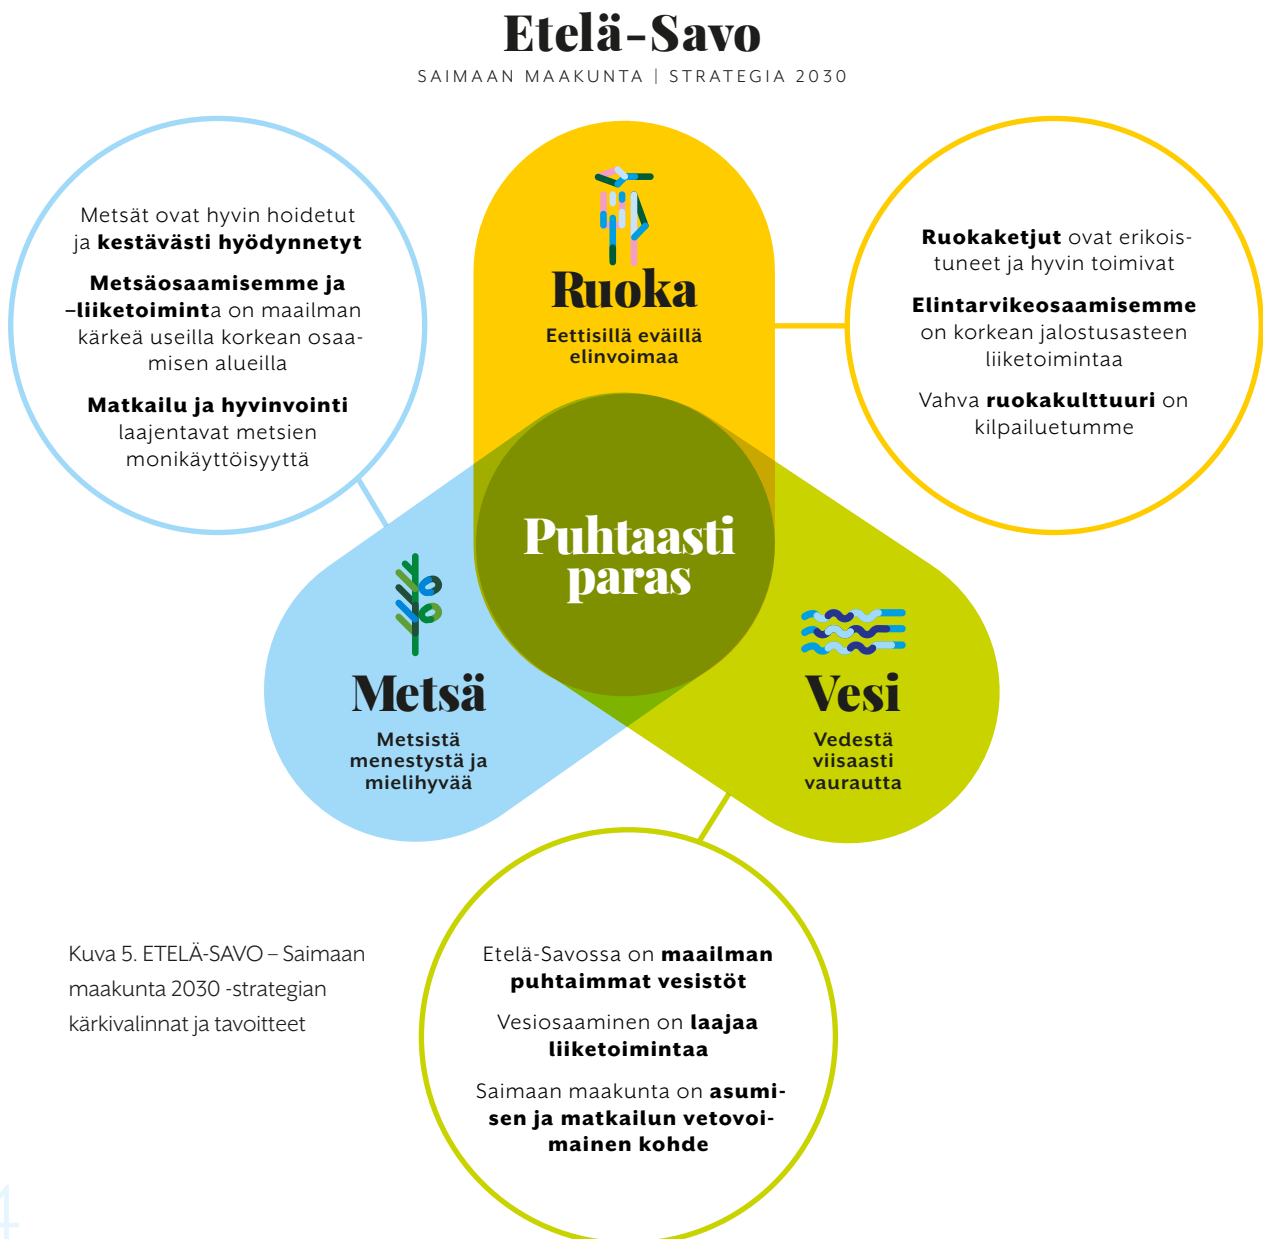 Etelä-Savo
SAIMAAN MAAKUNTA | STRATEGIA 2030
Metsät ovat hyvin hoidetut
ja kestävästi hyödynnetyt
Metsäosaamisemme ja
–liiketoiminta on maailman
kärkeä useilla korkean osaa-
misen alueilla
Matkailu ja hyvinvointi
laajentavat metsien
monikäyttöisyyttä
Ruoka
Eettisillä eväillä
elinvoimaa
Ruokaketjut ovat erikois-
tuneet ja hyvin toimivat
Elintarvikeosaamisemme
on korkean jalostusasteen
liiketoimintaa
Vahva ruokakulttuuri on
kilpailuetumme
Puhtaasti
paras
Metsä
Metsistä
menestystä ja
mielihyvää
Vesi
Vedestä
viisaasti
vaurautta
Kuva 5. ETELÄ-SAVO – Saimaan
maakunta 2030 -strategian
kärkivalinnat ja tavoitteet
Etelä-Savossa on maailman
puhtaimmat vesistöt
Vesiosaaminen on laajaa
liiketoimintaa
Saimaan maakunta on asumi-
sen ja matkailun vetovoi-
mainen kohde
4